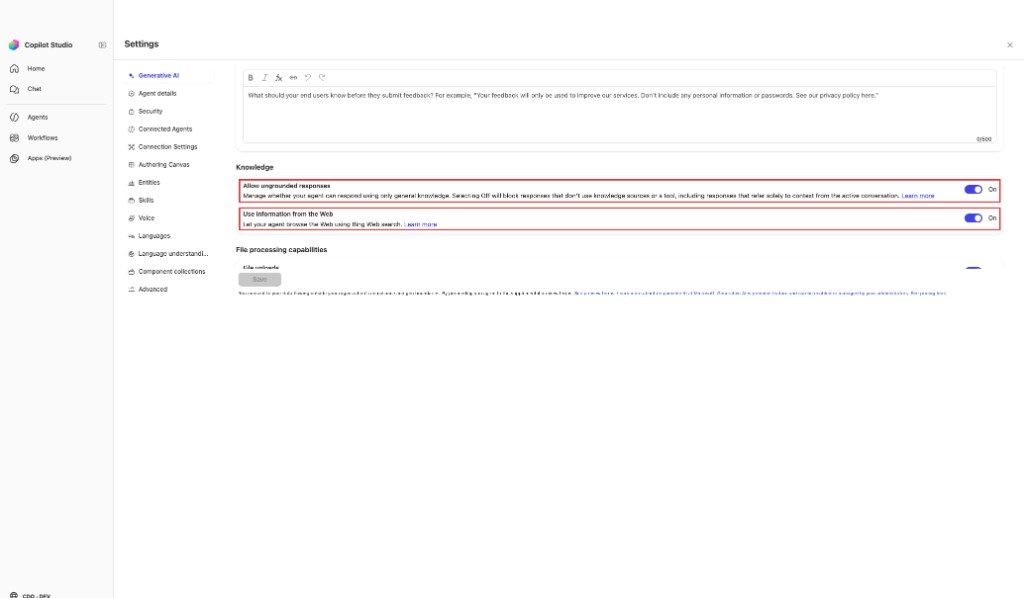 Copilot Studio
Settings
Home
Chat
Agents
Workflows
Apps (Preview)
Generative AI
Agent details
Security
Connected Agents
Connection Settings
Authoring Canvas
Entities
Skills
Voice
Languages
Language understandi...
Component collections
Advanced
What should your end users know before they submit feedback? For example, "Your feedback will only be used to improve our services. Don't include any personal information or passwords. See our privacy policy here."
0/500
Knowledge
Allow ungrounded responses
Manage whether your agent can respond using only general knowledge. Selecting Off will block responses that don't use knowledge sources or a tool, including responses that refer solely to context from the active conversation. Learn more
On
Use information from the Web
Let your agent browse the Web using Bing Web search. Learn more
On
File processing capabilities
File uploads
Save
CDD - DEV